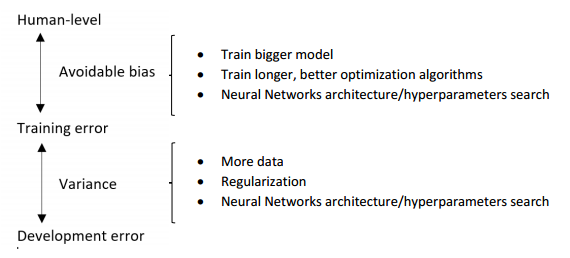 Human-level
Avoidable bias
• Train bigger model
• Train longer, better optimization algorithms
• Neural Networks architecture/hyperparameters search
Training error
Variance
• More data
• Regularization
• Neural Networks architecture/hyperparameters search
Development error